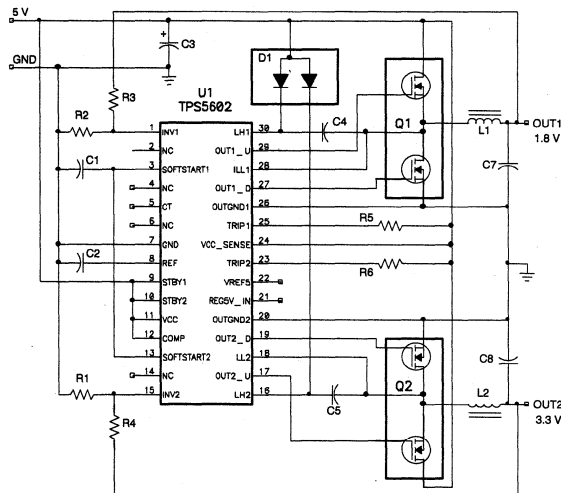 5 V
GND
C3
D1
U1
TPS5602
R3
R2
C1
C2
R1
R4
1 INV1 LH1 30
2 NC OUT1_U 29
3 SOFTSTART1 ILL1 28
4 NC OUT1_D 27
5 CT OUTGND1 26
6 NC TRIP1 25
7 GND VCC_SENSE 24
8 REF TRIP2 23
9 STBY1 VREF5 22
10 STBY2 REG5V_IN 21
11 VCC OUTGND2 20
12 COMP OUT2_D 19
13 SOFTSTART2 LL2 18
14 NC OUT2_U 17
15 INV2 LH2 16
C4
C5
R5
R6
Q1
Q2
L1
L2
C7
C8
OUT1
1.8 V
OUT2
3.3 V
+